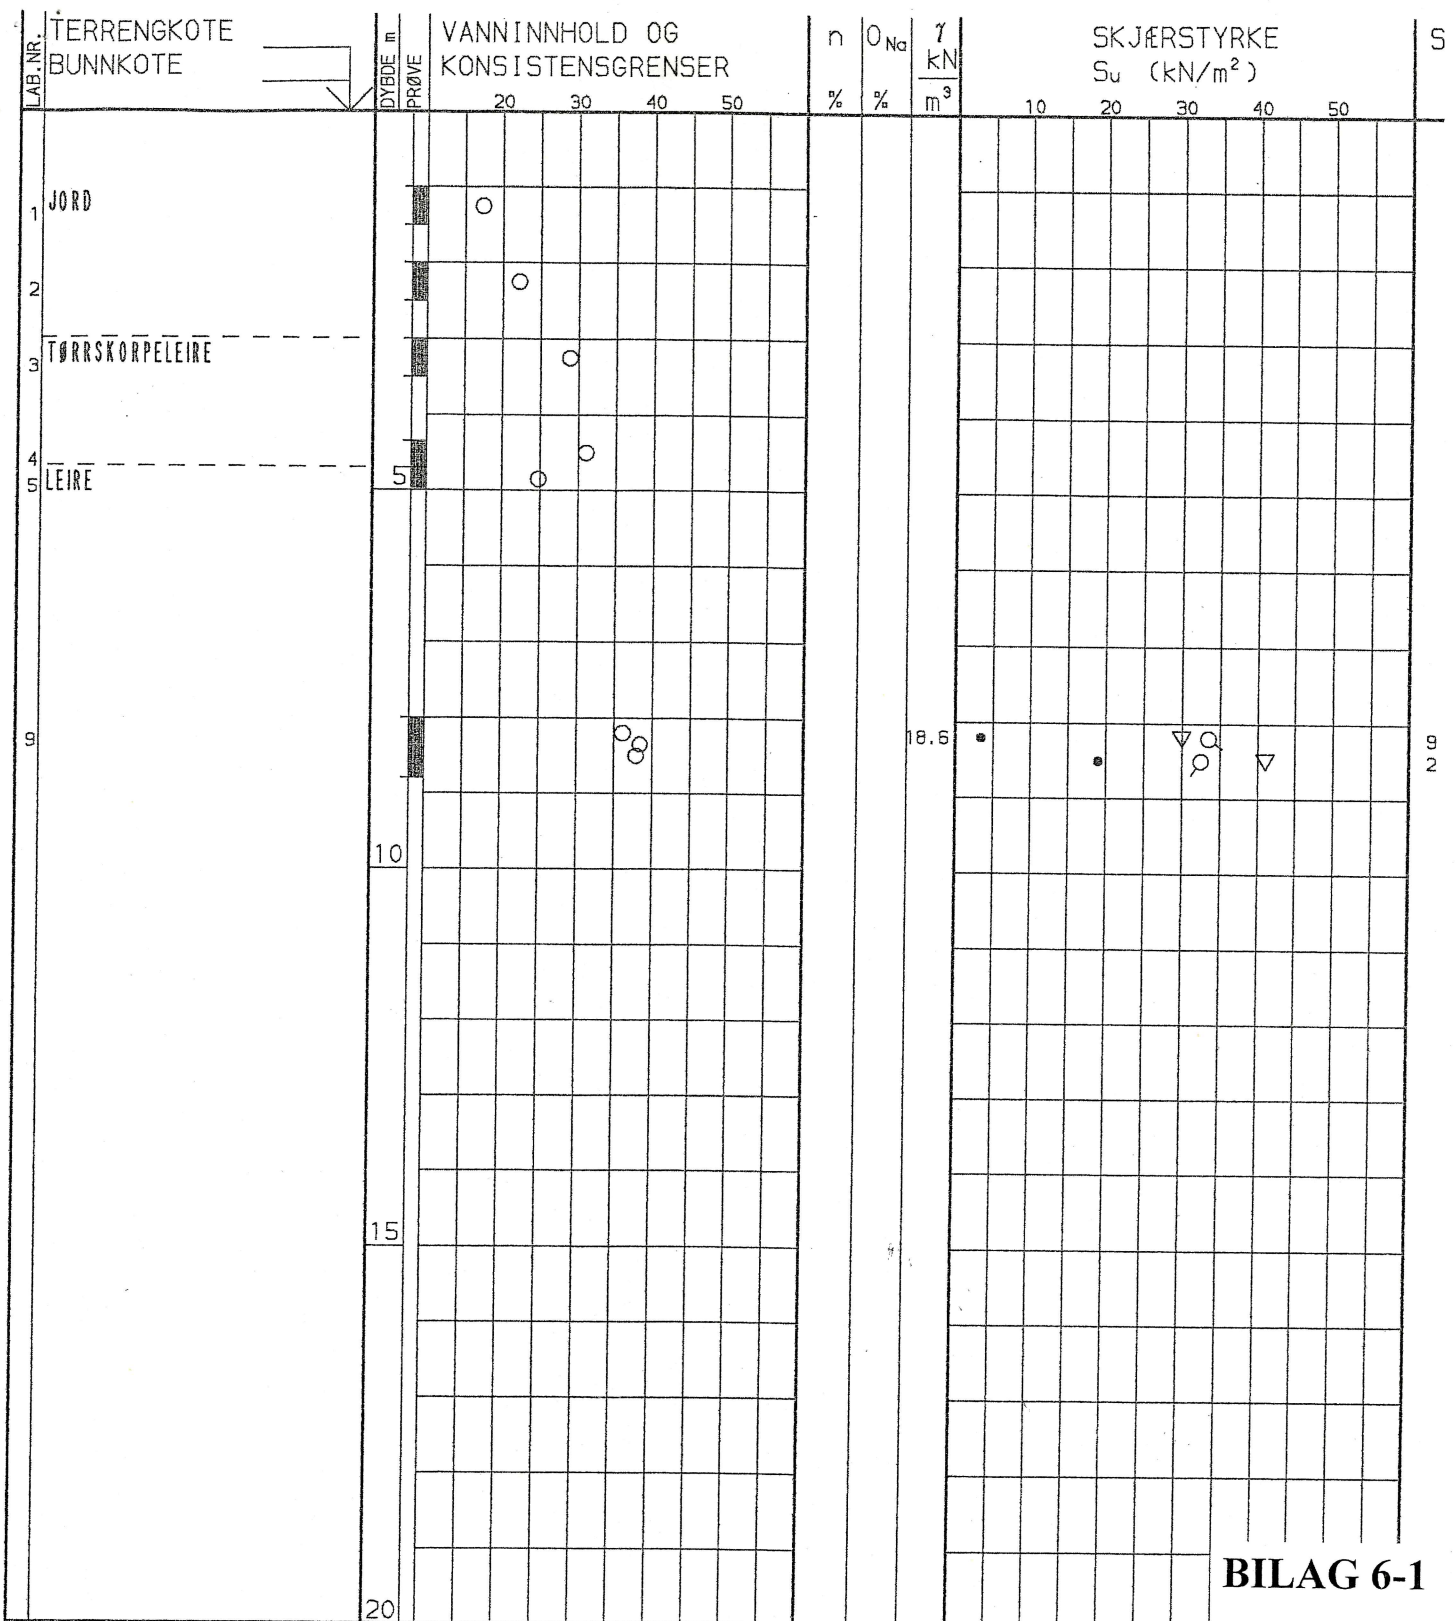 LAB.NR.
TERRENGKOTE
BUNNKOTE
DYBDE m
PRØVE
VANNINNHOLD OG
KONSISTENSGRENSER
20 30 40 50
n
%
O Na
%
γ
kN
m³
SKJÆRSTYRKE
Su (kN/m²)
10 20 30 40 50
S
1 JORD
2
3 TØRRSKORPELEIRE
4
5 LEIRE
5
9
18.6
9
2
10
15
20
BILAG 6-1